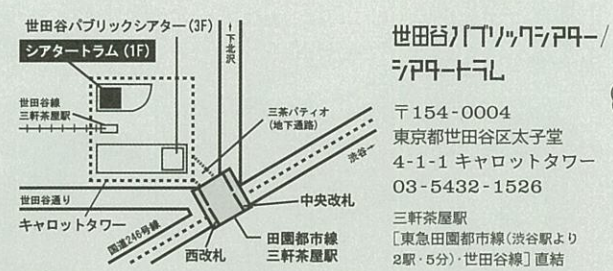 世田谷パブリックシアター(3F)
シアタートラム(1F)
↑下北沢
世田谷線
三軒茶屋駅
三茶パティオ
(地下通路)
渋谷→
世田谷通り
キャロットタワー
国道246号線
中央改札
西改札
田園都市線
三軒茶屋駅
世田谷パブリックシアター/
シアタートラム
〒154-0004
東京都世田谷区太子堂
4-1-1 キャロットタワー
03-5432-1526
三軒茶屋駅
[東急田園都市線(渋谷駅より
2駅・5分)・世田谷線]直結